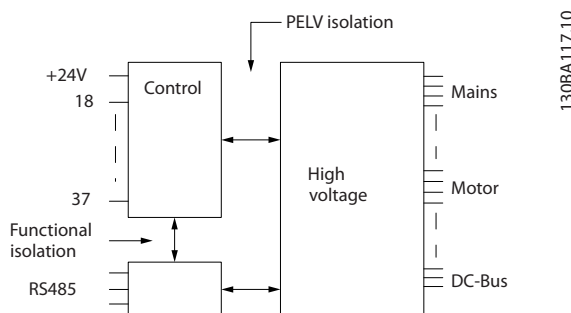 PELV isolation
130BA117.10
+24V
Control
Mains
18
High
voltage
Motor
37
Functional
isolation
RS485
DC-Bus